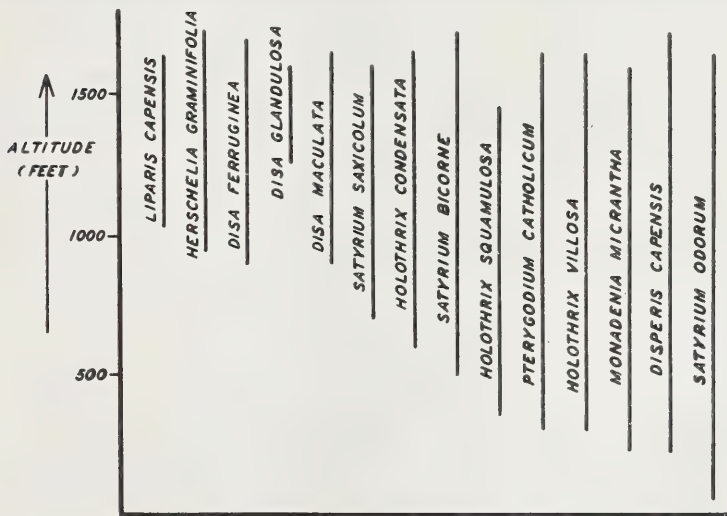 ALTITUDE
(FEET)
1500
1000
500
LIPARIS CAPENSIS
HERSCHELIA GRAMINIFOLIA
DISA FERRUGINEA
DISA GLANDULOSA
DISA MACULATA
SATYRIUM SAXICOLUM
HOLOTHRIX CONDENSATA
SATYRIUM BICORNE
HOLOTHRIX SQUAMULOSA
PTERYGODIUM CATHOLICUM
HOLOTHRIX VILLOSA
MONADENIA MICRANTHA
DISPERIS CAPENSIS
SATYRIUM ODORUM